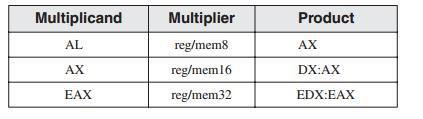 Multiplicand Multiplier Product
AL reg/mem8 AX
AX reg/mem16 DX:AX
EAX reg/mem32 EDX:EAX